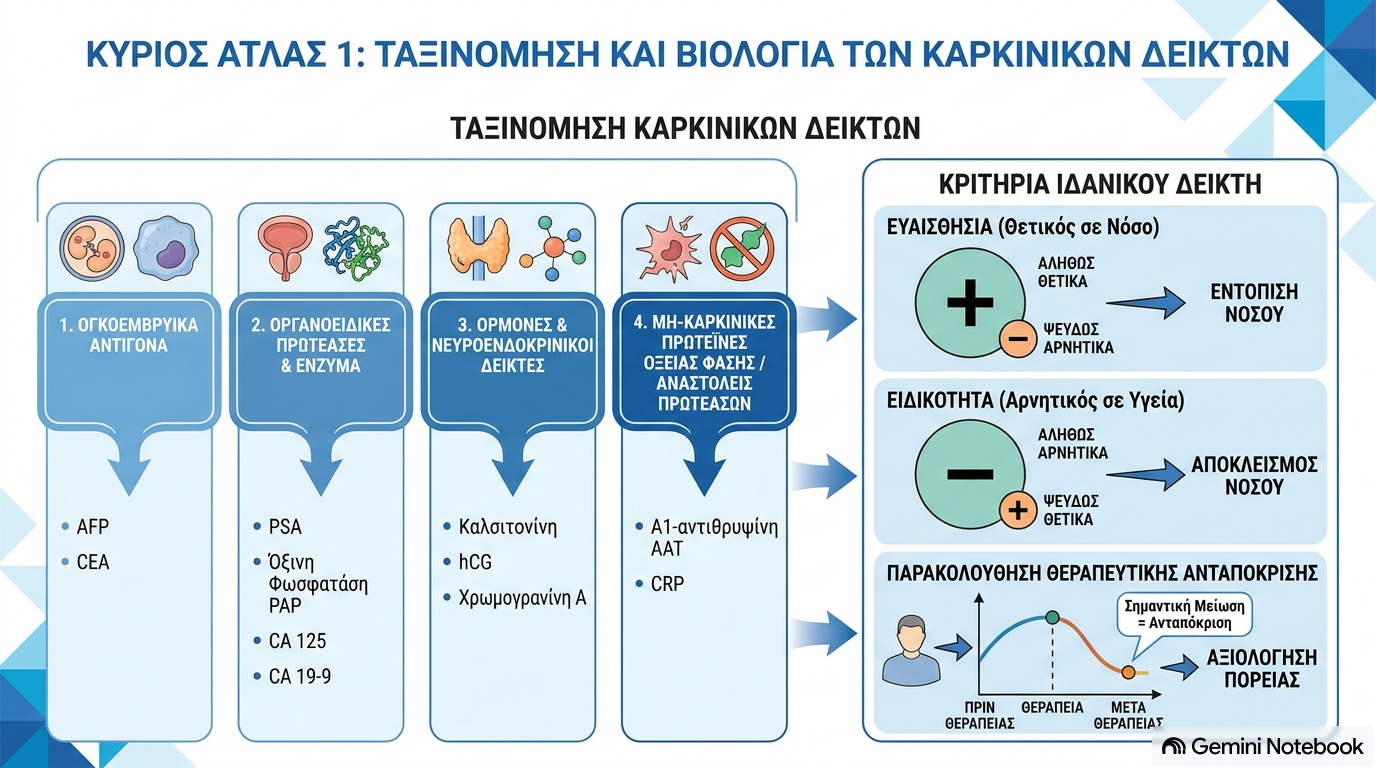 ΚΥΡΙΟΣ ΑΤΛΑΣ 1: ΤΑΞΙΝΟΜΗΣΗ ΚΑΙ ΒΙΟΛΟΓΙΑ ΤΩΝ ΚΑΡΚΙΝΙΚΩΝ ΔΕΙΚΤΩΝ
ΤΑΞΙΝΟΜΗΣΗ ΚΑΡΚΙΝΙΚΩΝ ΔΕΙΚΤΩΝ
1. ΟΓΚΟΕΜΒΡΥΙΚΑ
ΑΝΤΙΓΟΝΑ
• AFP
• CEA
2. ΟΡΓΑΝΟΕΙΔΙΚΕΣ
ΠΡΩΤΕΑΣΕΣ
& ΕΝΖΥΜΑ
• PSA
• Όξινη
Φωσφατάση
PAP
• CA 125
• CA 19-9
3. ΟΡΜΟΝΕΣ &
ΝΕΥΡΟΕΝΔΟΚΡΙΝΙΚΟΙ
ΔΕΙΚΤΕΣ
• Καλσιτονίνη
• hCG
• Χρωμογρανίνη Α
4. ΜΗ-ΚΑΡΚΙΝΙΚΕΣ
ΠΡΩΤΕΪΝΕΣ
ΟΞΕΙΑΣ ΦΑΣΗΣ /
ΑΝΑΣΤΟΛΕΙΣ
ΠΡΩΤΕΑΣΩΝ
• Α1-αντιθρυψίνη
AAT
• CRP
ΚΡΙΤΗΡΙΑ ΙΔΑΝΙΚΟΥ ΔΕΙΚΤΗ
ΕΥΑΙΣΘΗΣΙΑ (Θετικός σε Νόσο)
+
ΑΛΗΘΩΣ
ΘΕΤΙΚΑ
−
ΨΕΥΔΩΣ
ΑΡΝΗΤΙΚΑ
ΕΝΤΟΠΙΣΗ
ΝΟΣΟΥ
ΕΙΔΙΚΟΤΗΤΑ (Αρνητικός σε Υγεία)
−
ΑΛΗΘΩΣ
ΑΡΝΗΤΙΚΑ
+
ΨΕΥΔΩΣ
ΘΕΤΙΚΑ
ΑΠΟΚΛΕΙΣΜΟΣ
ΝΟΣΟΥ
ΠΑΡΑΚΟΛΟΥΘΗΣΗ ΘΕΡΑΠΕΥΤΙΚΗΣ ΑΝΤΑΠΟΚΡΙΣΗΣ
Σημαντική Μείωση
= Ανταπόκριση
ΠΡΙΝ
ΘΕΡΑΠΕΙΑΣ
ΘΕΡΑΠΕΙΑ
ΜΕΤΑ
ΘΕΡΑΠΕΙΑΣ
ΑΞΙΟΛΟΓΗΣΗ
ΠΟΡΕΙΑΣ
Gemini Notebook